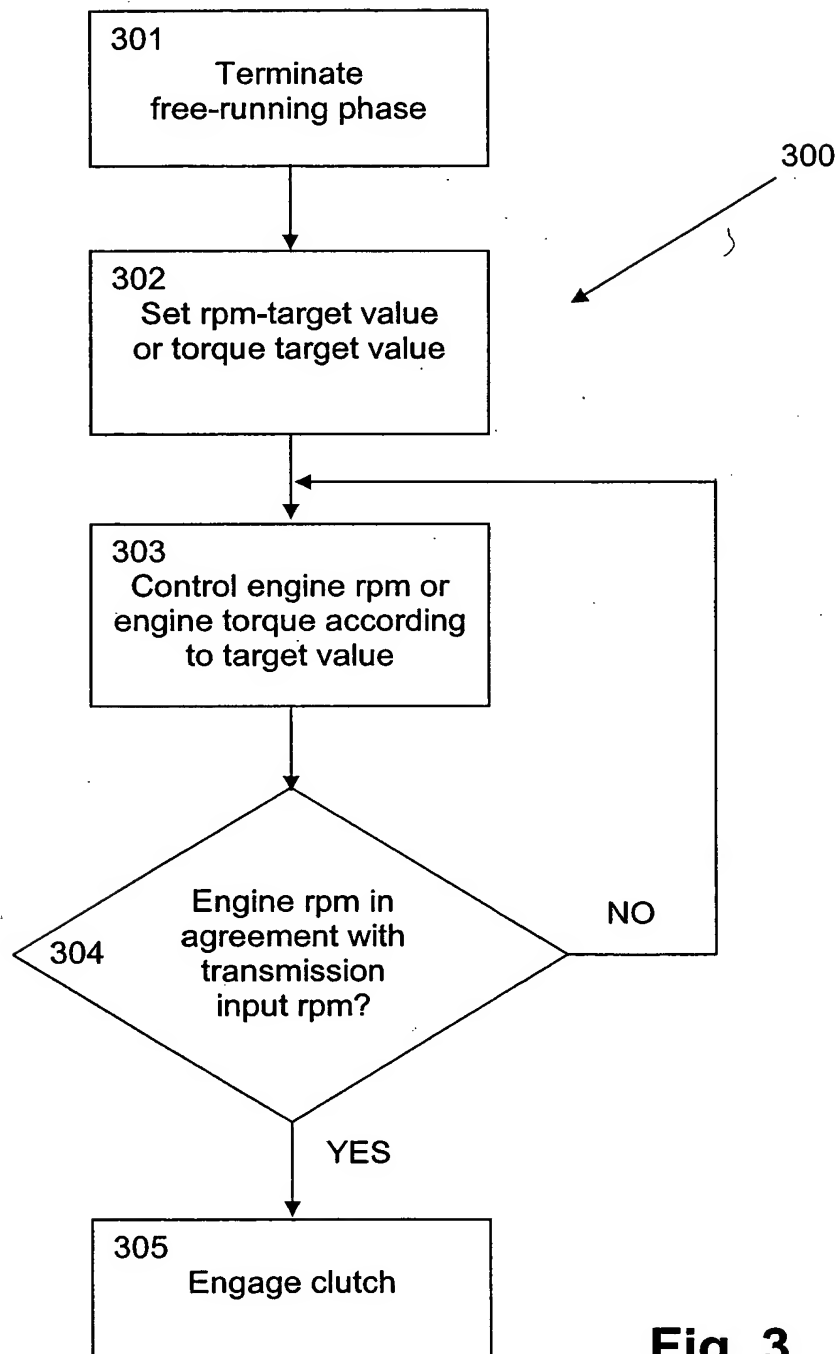 301
Terminate
free-running phase
300
302
Set rpm-target value
or torque target value
303
Control engine rpm or
engine torque according
to target value
304
Engine rpm in
agreement with
transmission
input rpm?
NO
YES
305
Engage clutch
Fig. 3